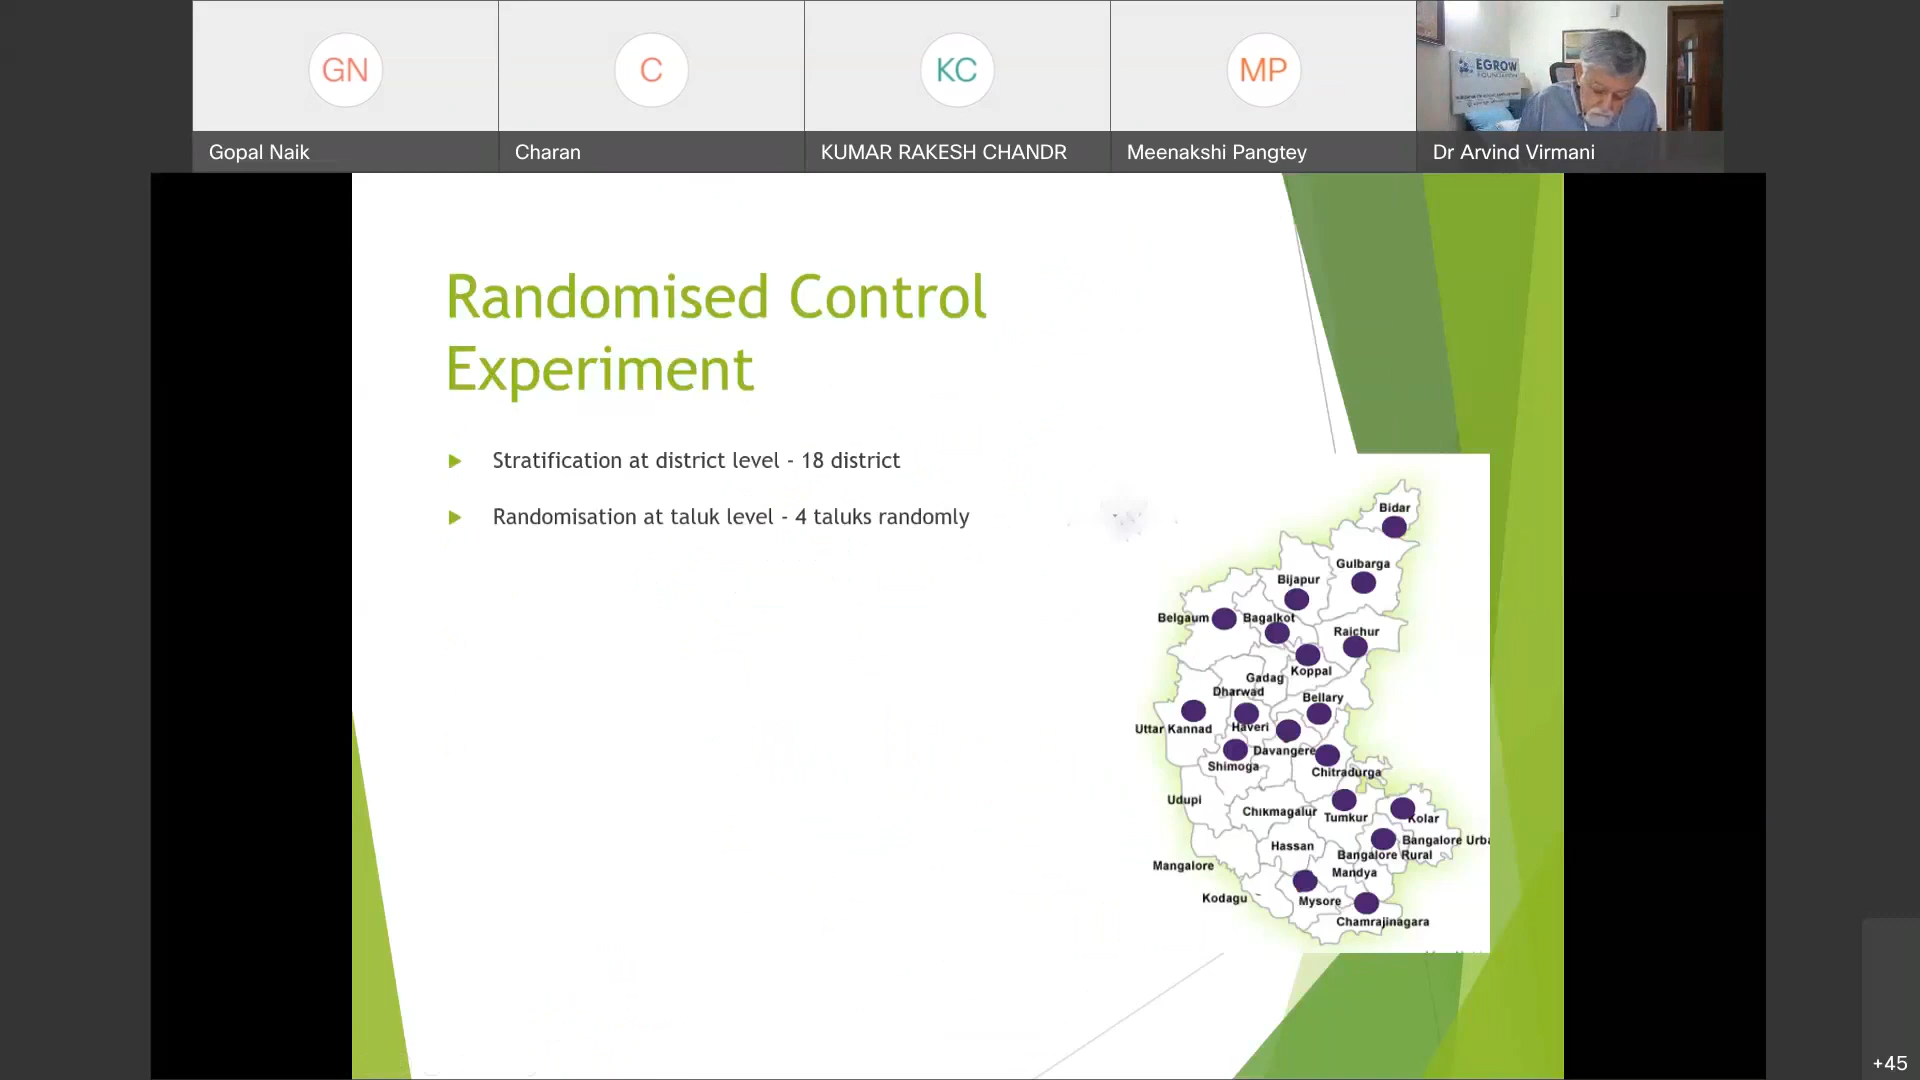 GN
C
KC
MP
EGROW
Gopal Naik
Charan
KUMAR RAKESH CHANDR
Meenakshi Pangtey
Dr Arvind Virmani
Randomised Control
Experiment
Stratification at district level - 18 district
Randomisation at taluk level - 4 taluks randomly
Bidar
Gulbarga
Bijapur
Belgaum
Bagalkot
Raichur
Koppal
Gadag
Dharwad
Bellary
Uttar Kannad
Haveri
Davangere
Shimoga
Chitradurga
Udupi
Chikmagalur
Tumkur
Kolar
Bangalore Urba
Hassan
Bangalore Rural
Mangalore
Mandya
Kodagu
Mysore
Chamrajinagara
+45